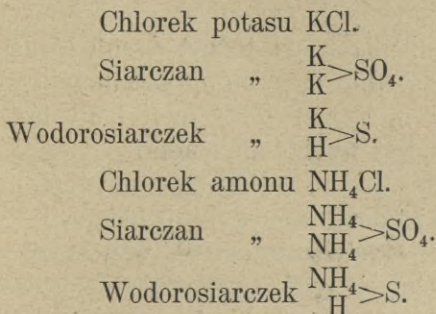 Chlorek potasu KCl.
Siarczan „ K K>SO₄.
Wodorosiarczek „ K H>S.
Chlorek amonu NH₄Cl.
Siarczan „ NH₄ NH₄>SO₄.
Wodorosiarczek NH₄ H>S.